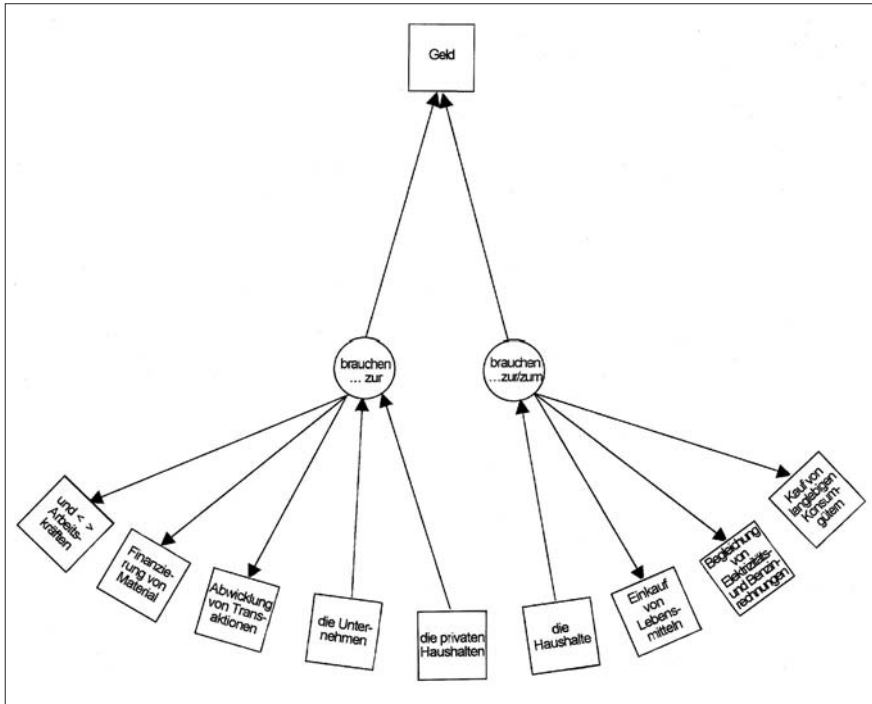 Geld
brauchen
... zur
brauchen
...zur/zum
und < >
Arbeits-
kräften
Finanzie-
rung von
Material
Abwicklung
von Trans-
aktionen
die Unter-
nehmen
die privaten
Haushalten
die
Haushalte
Einkauf
von
Lebens-
mitteln
Begleichung
von
Elektrizitäts-
und Benzin-
rechnungen
Kauf von
langlebigen
Konsum-
gütern